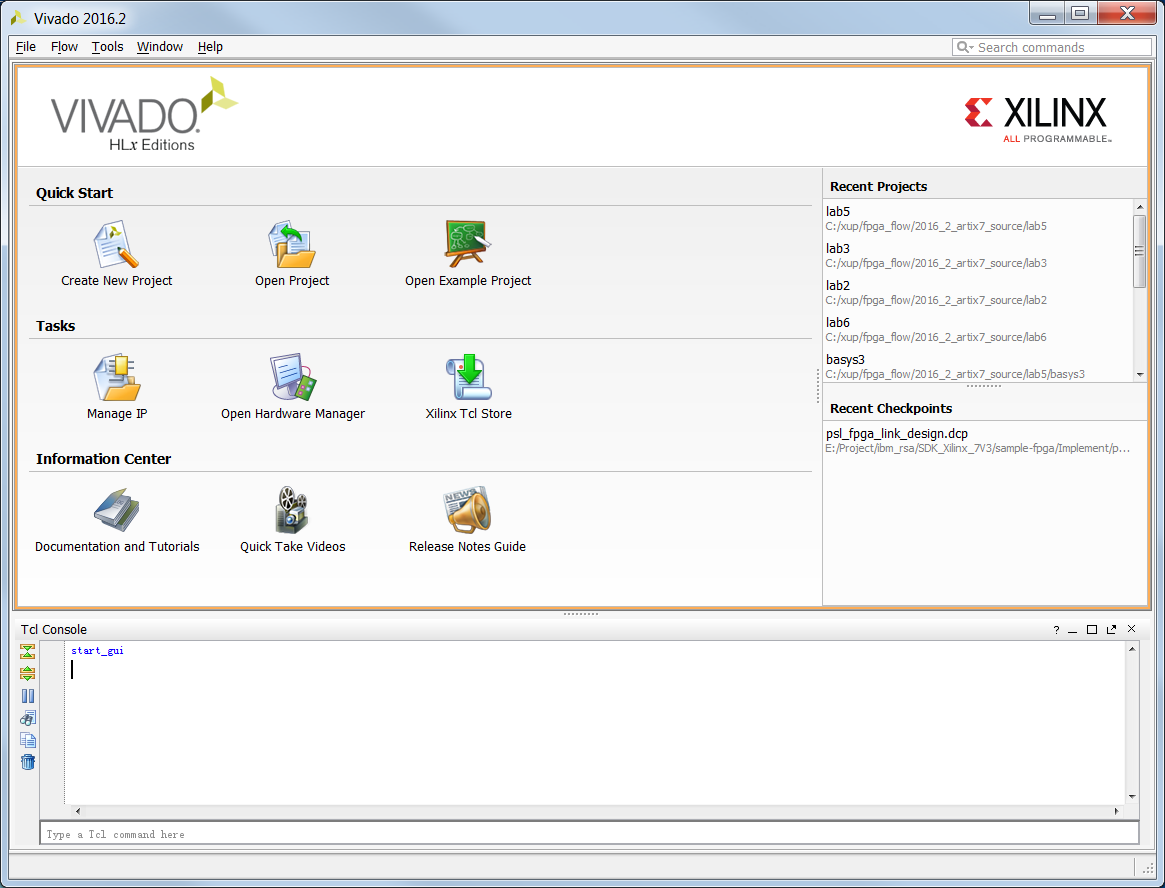 Vivado 2016.2
File Flow Tools Window Help
Search commands
VIVADO.
HLx Editions
XILINX
ALL PROGRAMMABLE™
Quick Start
Create New Project
Open Project
Open Example Project
Tasks
Manage IP
Open Hardware Manager
Xilinx Tcl Store
Information Center
Documentation and Tutorials
Quick Take Videos
NEWS
Release Notes Guide
Recent Projects
lab5
C:/xup/fpga_flow/2016_2_artix7_source/lab5
lab3
C:/xup/fpga_flow/2016_2_artix7_source/lab3
lab2
C:/xup/fpga_flow/2016_2_artix7_source/lab2
lab6
C:/xup/fpga_flow/2016_2_artix7_source/lab6
basys3
C:/xup/fpga_flow/2016_2_artix7_source/lab5/basys3
Recent Checkpoints
psl_fpga_link_design.dcp
E:/Project/ibm_rsa/SDK_Xilinx_7V3/sample-fpga/Implement/p...
Tcl Console
?
start_gui
Type a Tcl command here